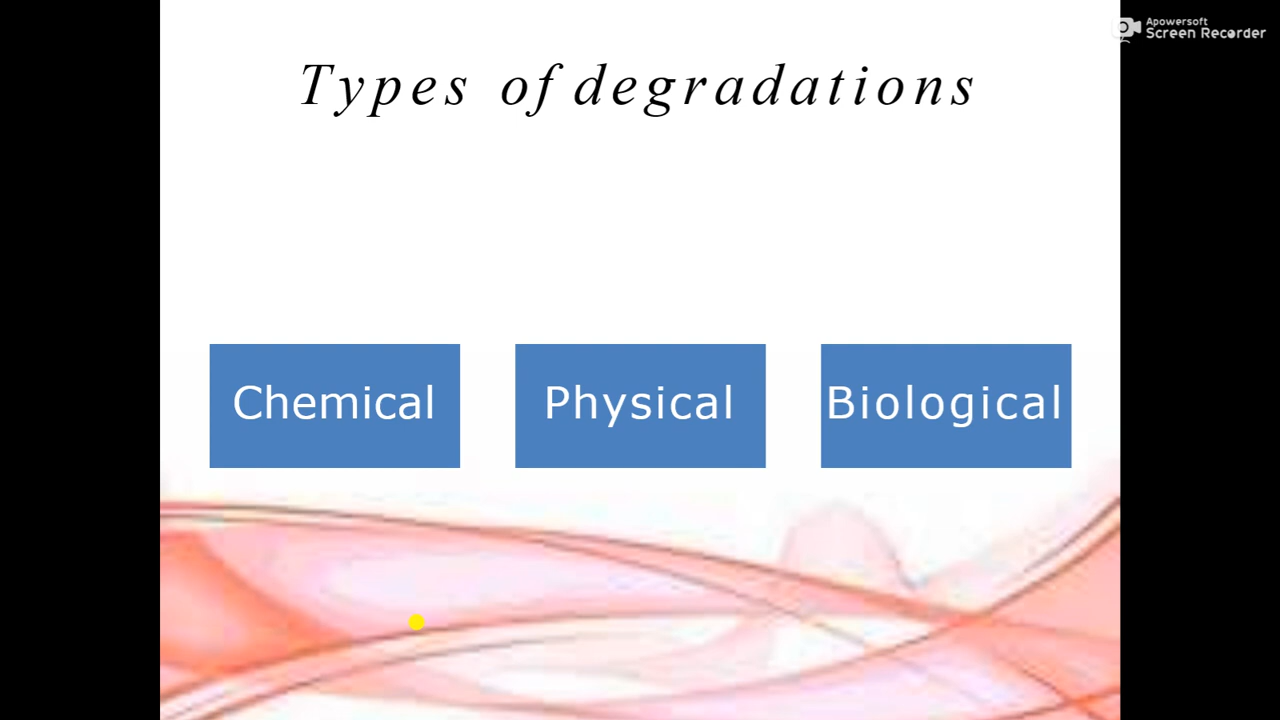 Apowersoft
Screen Recorder
Types of degradations
Chemical
Physical
Biological